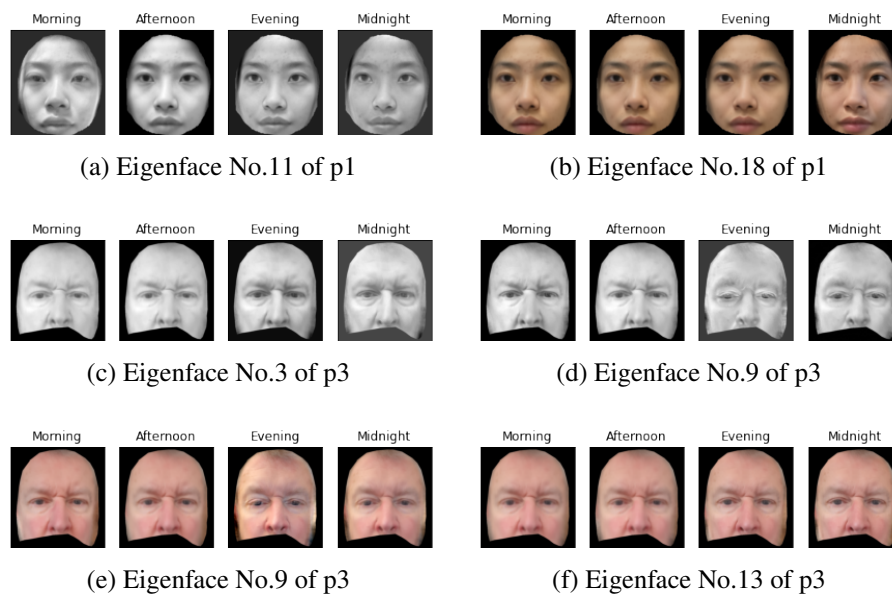 Morning Afternoon Evening Midnight Morning Afternoon Evening Midnight
(a) Eigenface No.11 of p1 (b) Eigenface No.18 of p1
Morning Afternoon Evening Midnight Morning Afternoon Evening Midnight
(c) Eigenface No.3 of p3 (d) Eigenface No.9 of p3
Morning Afternoon Evening Midnight Morning Afternoon Evening Midnight
(e) Eigenface No.9 of p3 (f) Eigenface No.13 of p3